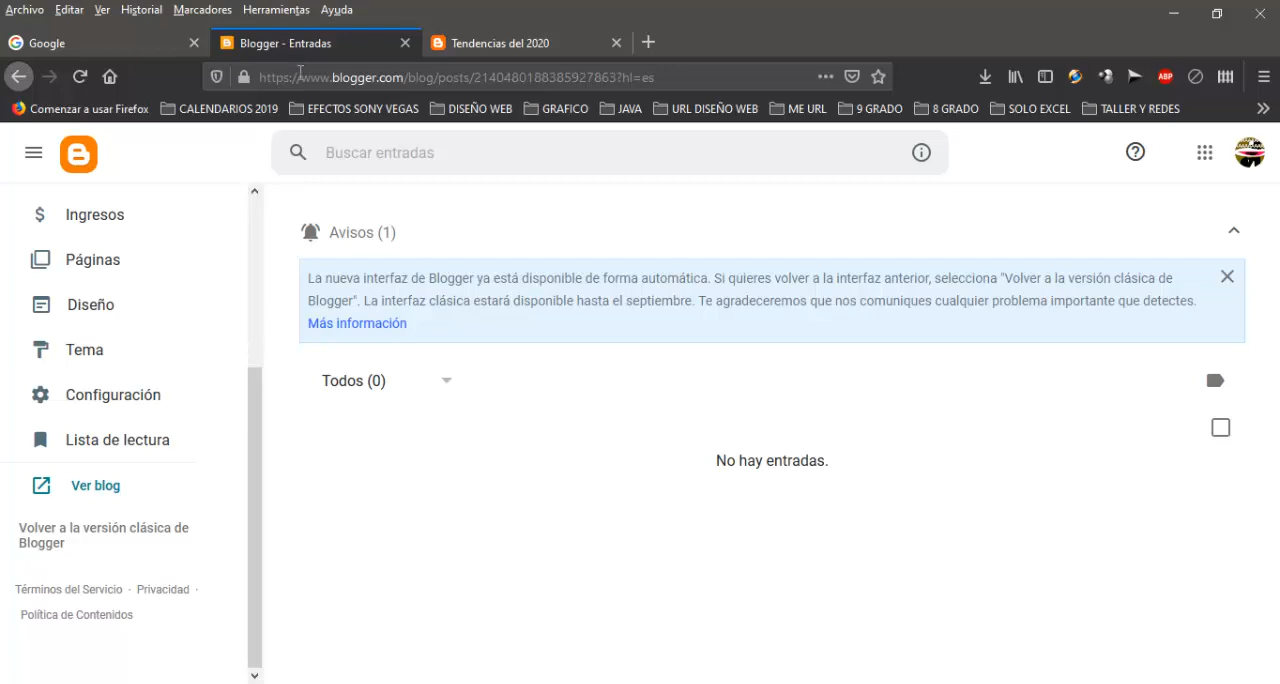 Archivo Editar Ver Historial Marcadores Herramientas Ayuda
Google
Blogger - Entradas
Tendencias del 2020
https://www.blogger.com/blog/posts/2140480188385927863?hl=es
ABP
Comenzar a usar Firefox CALENDARIOS 2019 EFECTOS SONY VEGAS DISEÑO WEB GRAFICO JAVA URL DISEÑO WEB ME URL 9 GRADO 8 GRADO SOLO EXCEL TALLER Y REDES
Buscar entradas
Ingresos
Páginas
Diseño
Tema
Configuración
Lista de lectura
Ver blog
Volver a la versión clásica de
Blogger
Términos del Servicio · Privacidad ·
Política de Contenidos
Avisos (1)
La nueva interfaz de Blogger ya está disponible de forma automática. Si quieres volver a la interfaz anterior, selecciona "Volver a la versión clásica de
Blogger". La interfaz clásica estará disponible hasta el septiembre. Te agradeceremos que nos comuniques cualquier problema importante que detectes.
Más información
Todos (0)
No hay entradas.